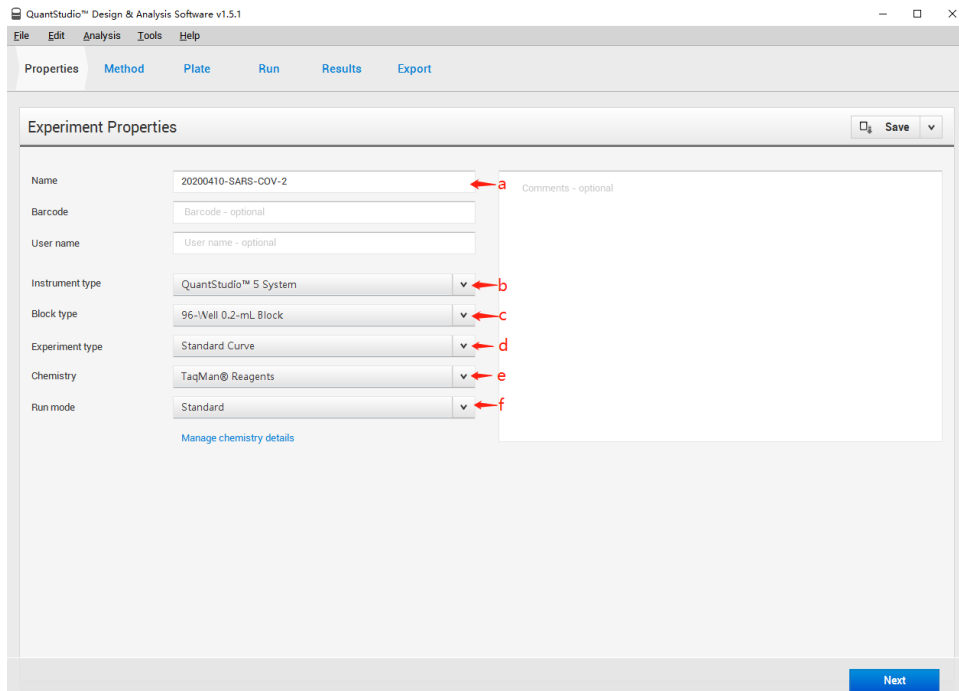 QuantStudio™ Design & Analysis Software v1.5.1
File Edit Analysis Tools Help
Properties Method Plate Run Results Export
Experiment Properties Save
Name 20200410-SARS-COV-2 a Comments - optional
Barcode Barcode - optional
User name User name - optional
Instrument type QuantStudio™ 5 System b
Block type 96-Well 0.2-mL Block c
Experiment type Standard Curve d
Chemistry TaqMan® Reagents e
Run mode Standard f
Manage chemistry details
Next